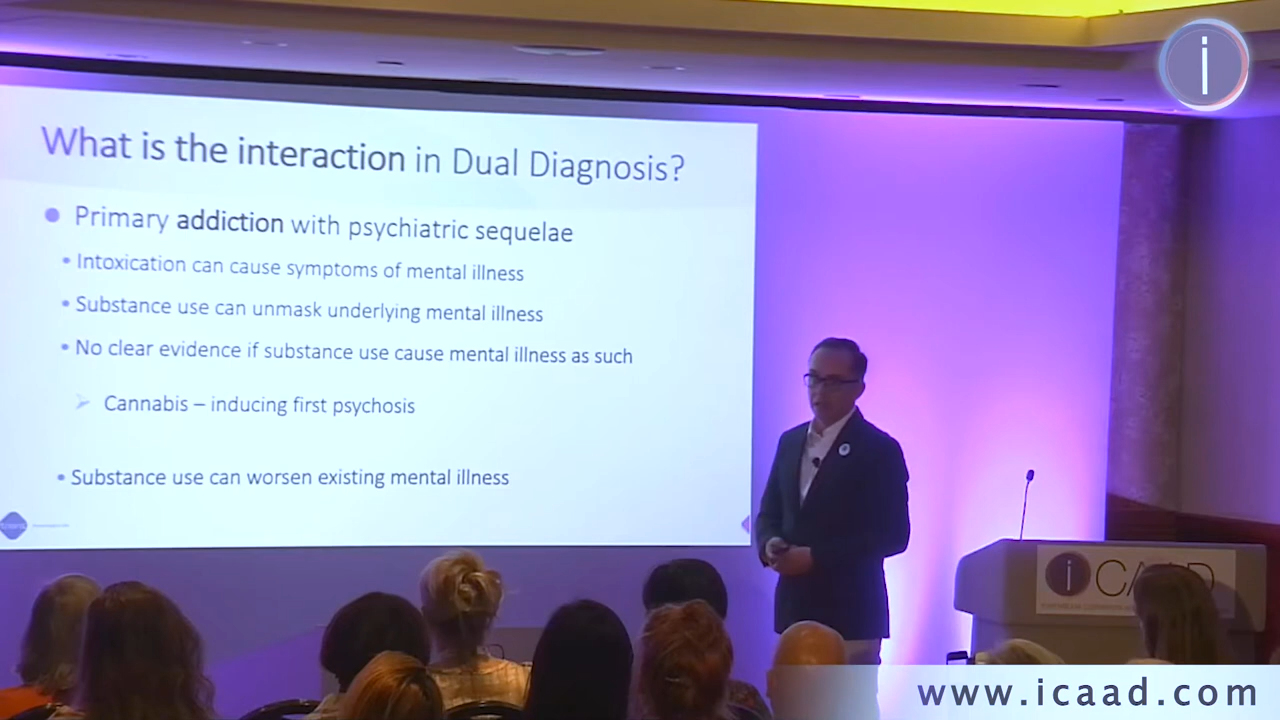 i
What is the interaction in Dual Diagnosis?
Primary addiction with psychiatric sequelae
Intoxication can cause symptoms of mental illness
Substance use can unmask underlying mental illness
No clear evidence if substance use cause mental illness as such
Cannabis – inducing first psychosis
Substance use can worsen existing mental illness
iCAAD
www.icaad.com